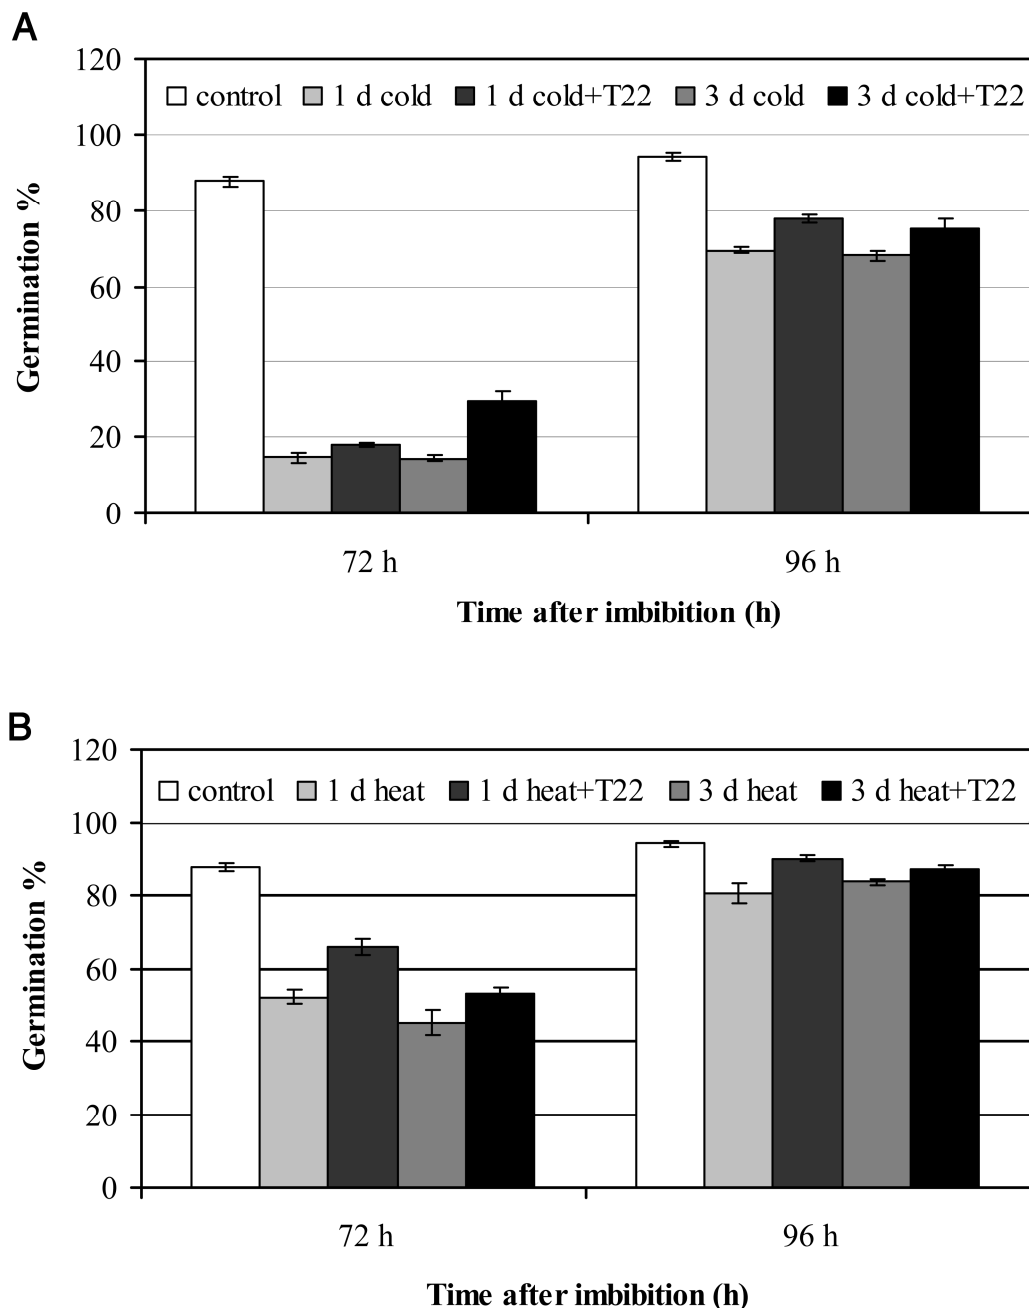 A
120
control 1 d cold 1 d cold+T22 3 d cold 3 d cold+T22
100
80
60
40
20
0
Germination %
72 h 96 h
Time after imbibition (h)
B
120
control 1 d heat 1 d heat+T22 3 d heat 3 d heat+T22
100
80
60
40
20
0
Germination %
72 h 96 h
Time after imbibition (h)